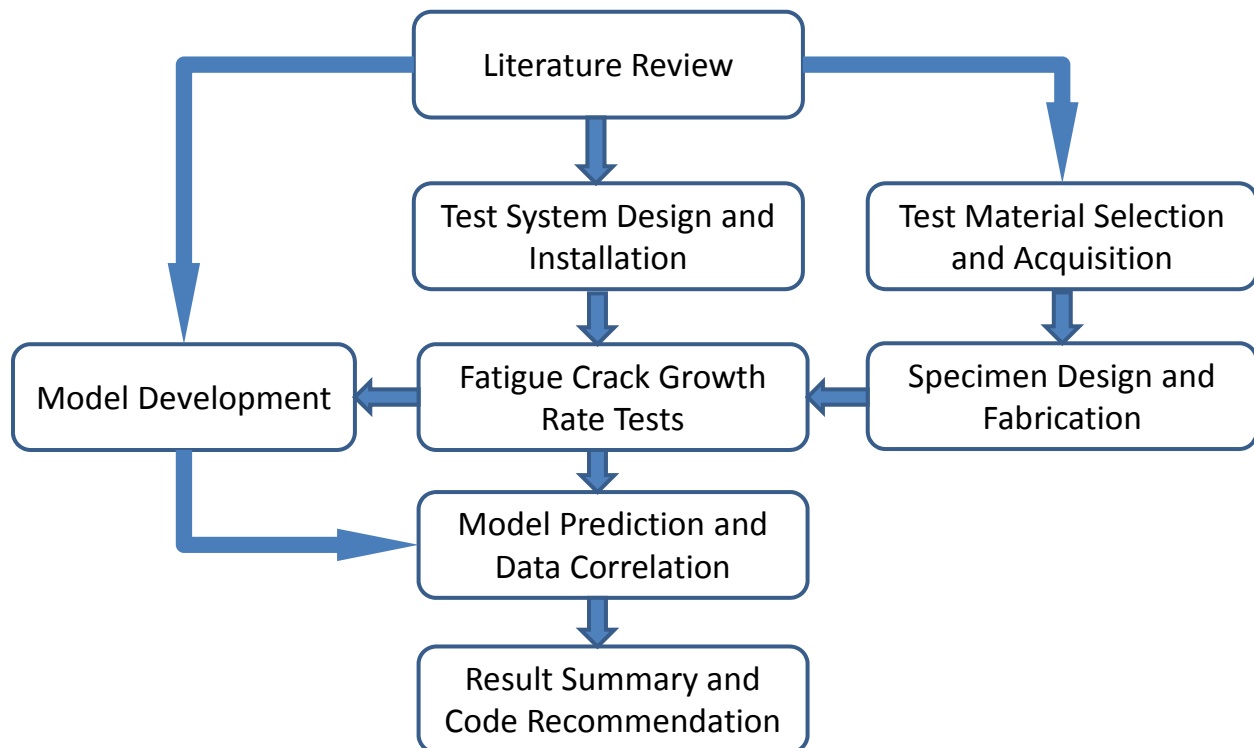 Literature Review
Test System Design and
Installation
Test Material Selection
and Acquisition
Model Development
Fatigue Crack Growth
Rate Tests
Specimen Design and
Fabrication
Model Prediction and
Data Correlation
Result Summary and
Code Recommendation